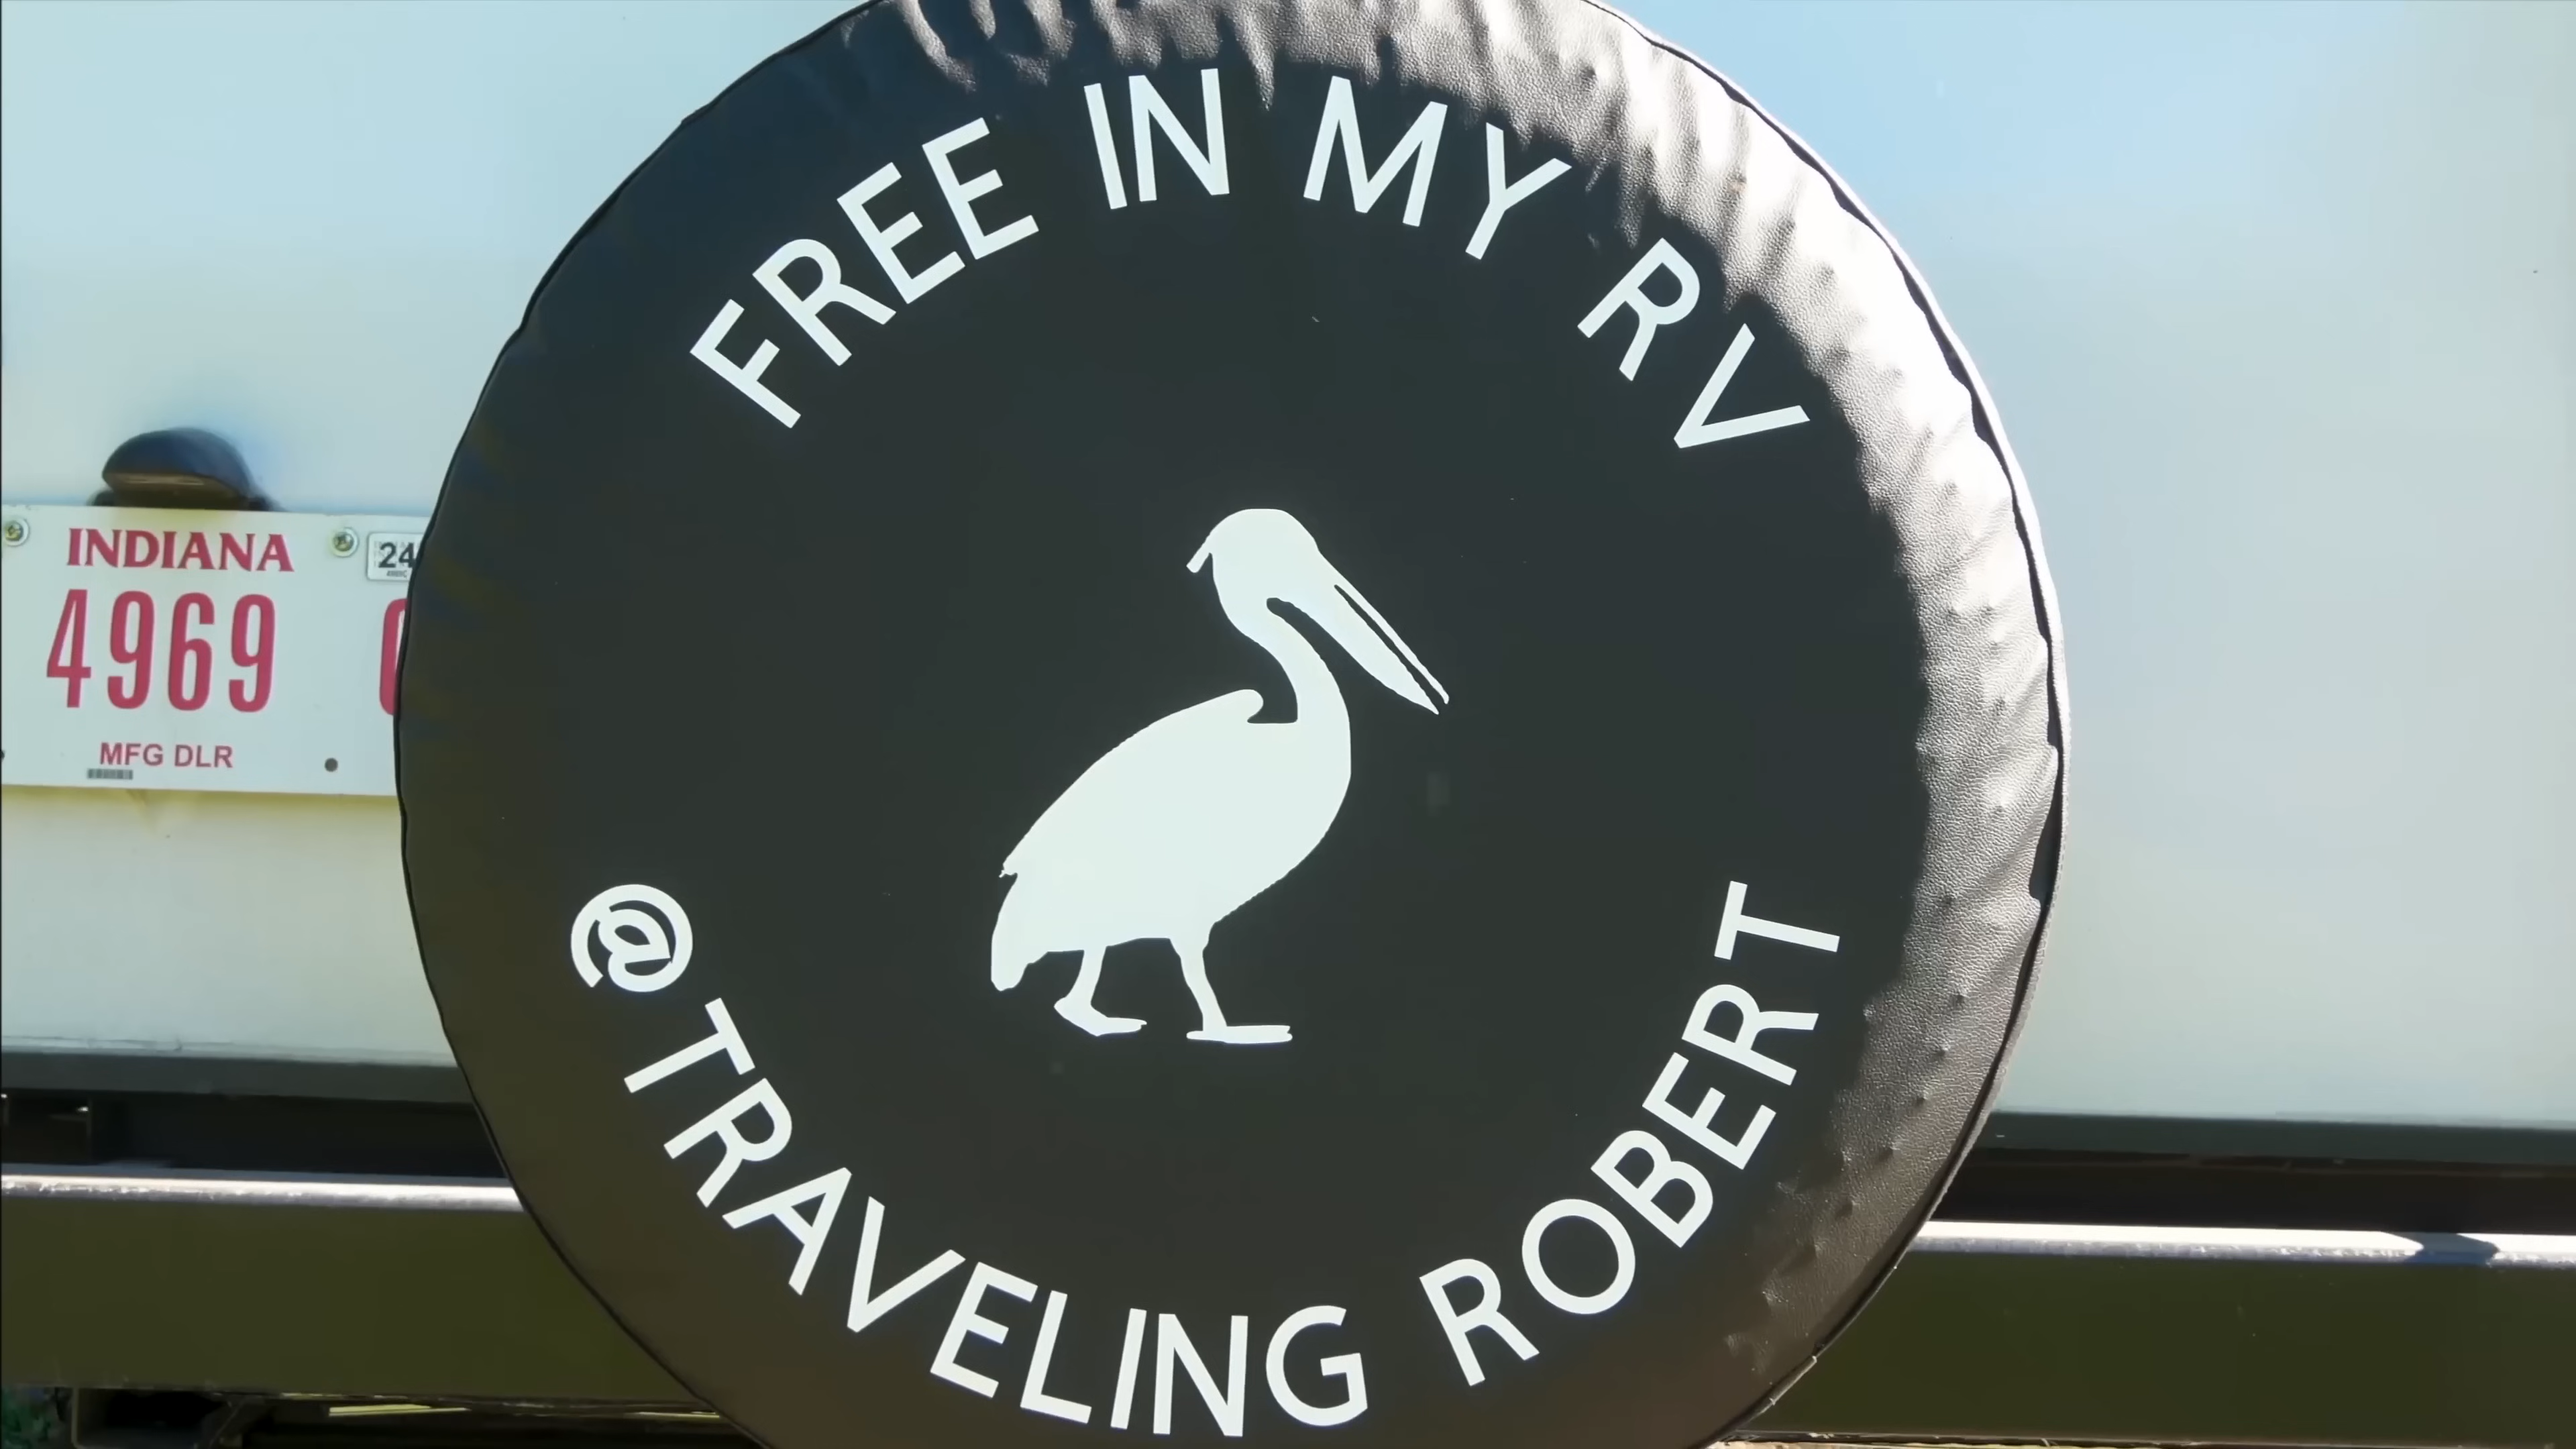 FREE IN MY RV
INDIANA
24
4969
MFG DLR
@TRAVELING ROBERT